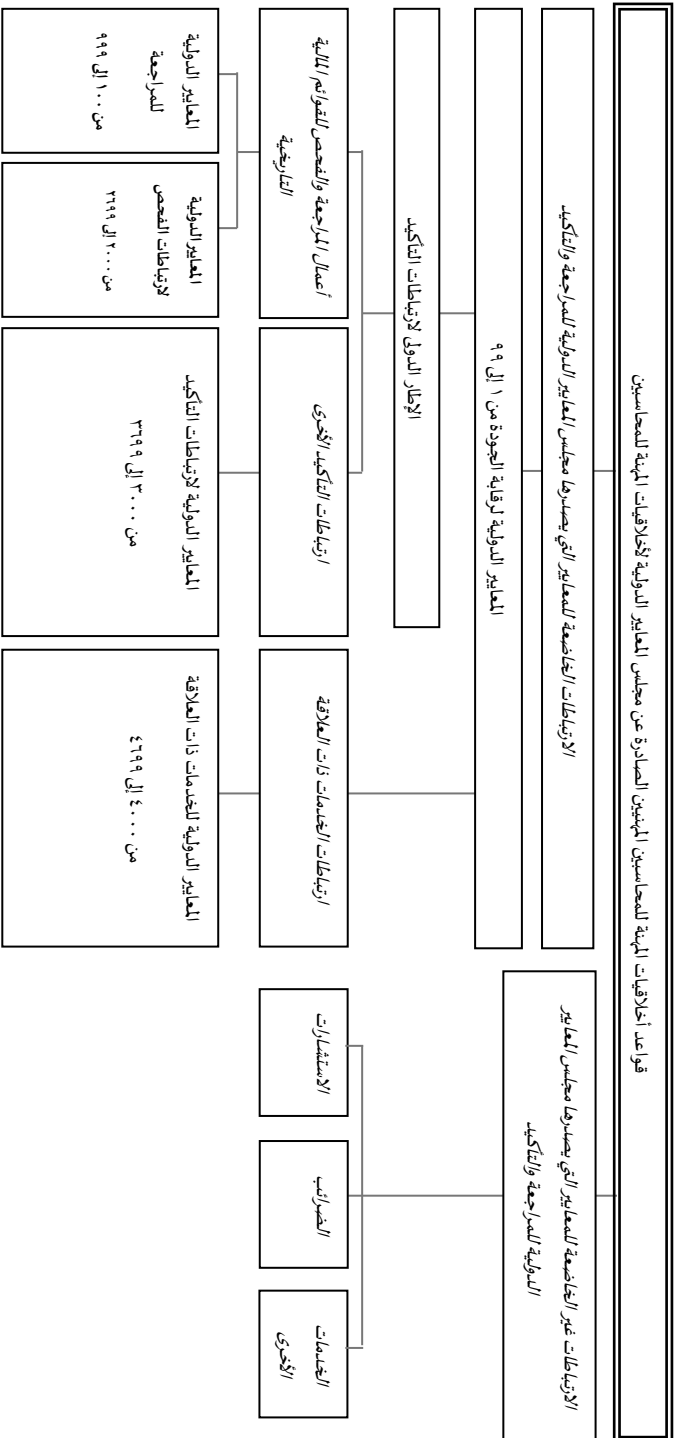 قواعد أخلاقيات المهنة للمحاسبين المهنيين الصادرة عن مجلس المعايير الدولية لأخلاقيات المهنة للمحاسبين
الارتباطات الخاضعة للمعايير التي يصدرها مجلس المعايير الدولية للمراجعة والتأكيد
الارتباطات غير الخاضعة للمعايير التي يصدرها مجلس المعايير
الدولية للمراجعة والتأكيد
المعايير الدولية لرقابة الجودة من ١ إلى ٩٩
الإطار الدولي لارتباطات التأكيد
أعمال المراجعة والفحص للقوائم المالية
التاريخية
ارتباطات التأكيد الأخرى
ارتباطات الخدمات ذات العلاقة
الاستشارات
الضرائب
الخدمات
الأخرى
المعايير الدولية
للمراجعة
من ١٠٠ إلى ٩٩٩
المعايير الدولية
لارتباطات الفحص
من ٢٠٠٠ إلى ٢٦٩٩
المعايير الدولية لارتباطات التأكيد
من ٣٠٠٠ إلى ٣٦٩٩
المعايير الدولية للخدمات ذات العلاقة
من ٤٠٠٠ إلى ٤٦٩٩